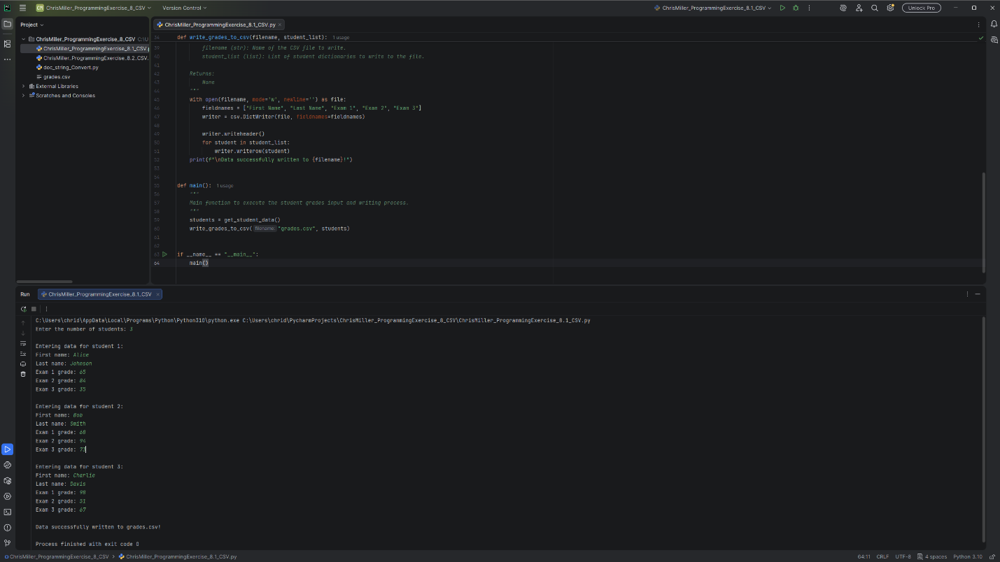 CM ChrisMiller_ProgrammingExercise_8_CSV Version Control ChrisMiller_ProgrammingExercise_8.1_CSV Unlock Pro
Project
ChrisMiller_ProgrammingExercise_8_CSV C:\U
ChrisMiller_ProgrammingExercise_8.1_CSV.p
ChrisMiller_ProgrammingExercise_8.2_CSV.
doc_string_Convert.py
grades.csv
External Libraries
Scratches and Consoles
ChrisMiller_ProgrammingExercise_8.1_CSV.py
34 def write_grades_to_csv(filename, student_list): 1 usage
39 filename (str): Name of the CSV file to write.
40 student_list (list): List of student dictionaries to write to the file.
41
42 Returns:
43 None
44 """
45 with open(filename, mode='w', newline='') as file:
46 fieldnames = ["First Name", "Last Name", "Exam 1", "Exam 2", "Exam 3"]
47 writer = csv.DictWriter(file, fieldnames=fieldnames)
48
49 writer.writeheader()
50 for student in student_list:
51 writer.writerow(student)
52 print(f"\nData successfully written to {filename}!")
53
54
55 def main(): 1 usage
56 """
57 Main function to execute the student grades input and writing process.
58 """
59 students = get_student_data()
60 write_grades_to_csv( filename: "grades.csv", students)
61
62
63 if __name__ == "__main__":
64 main()
Run ChrisMiller_ProgrammingExercise_8.1_CSV
C:\Users\chrid\AppData\Local\Programs\Python\Python310\python.exe C:\Users\chrid\PycharmProjects\ChrisMiller_ProgrammingExercise_8_CSV\ChrisMiller_ProgrammingExercise_8.1_CSV.py
Enter the number of students: 3
Entering data for student 1:
First name: Alice
Last name: Johnson
Exam 1 grade: 65
Exam 2 grade: 84
Exam 3 grade: 35
Entering data for student 2:
First name: Bob
Last name: Smith
Exam 1 grade: 68
Exam 2 grade: 94
Exam 3 grade: 73
Entering data for student 3:
First name: Charlie
Last name: Davis
Exam 1 grade: 98
Exam 2 grade: 31
Exam 3 grade: 67
Data successfully written to grades.csv!
Process finished with exit code 0
ChrisMiller_ProgrammingExercise_8_CSV > ChrisMiller_ProgrammingExercise_8.1_CSV.py 64:11 CRLF UTF-8 4 spaces Python 3.10